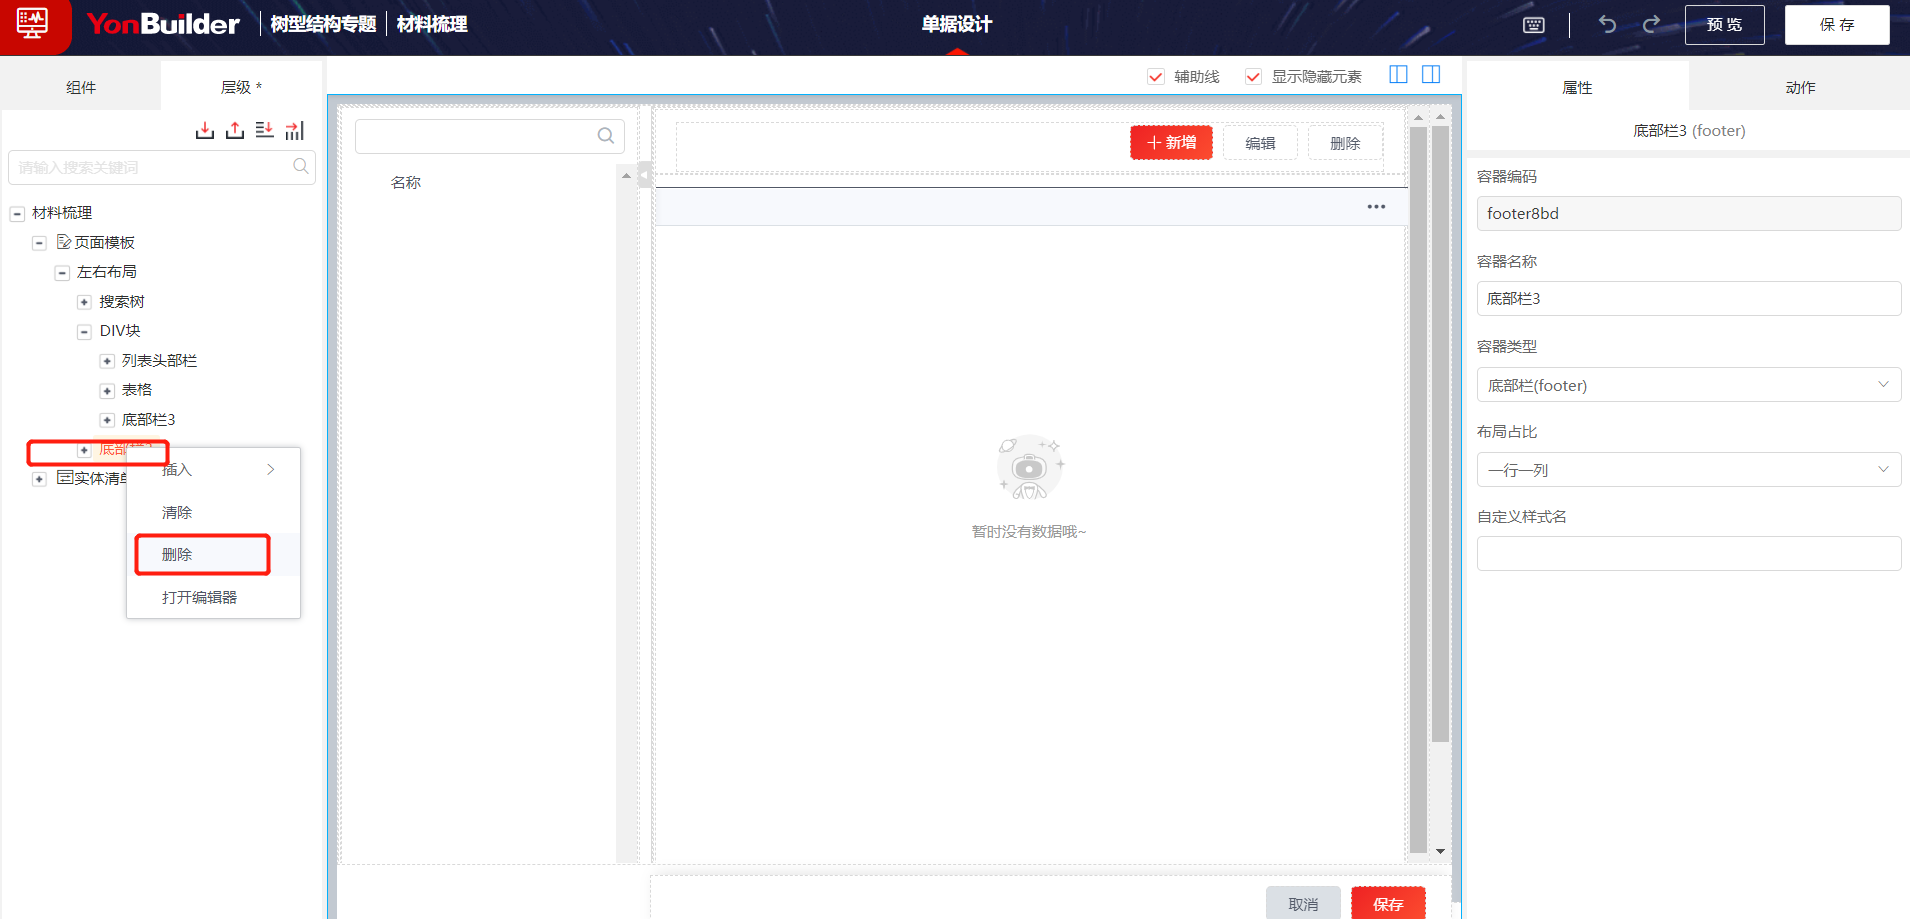 YonBuilder 树型结构专题 材料梳理
单据设计
预 览
保 存
组件
层级 *
请输入搜索关键词
材料梳理
页面模板
左右布局
搜索树
DIV块
列表头部栏
表格
底部栏3
实体清单
插入
清除
删除
打开编辑器
辅助线
显示隐藏元素
名称
新增
编辑
删除
暂时没有数据哦~
取消
保存
属性
动作
底部栏3 (footer)
容器编码
footer8bd
容器名称
底部栏3
容器类型
底部栏(footer)
布局占比
一行一列
自定义样式名